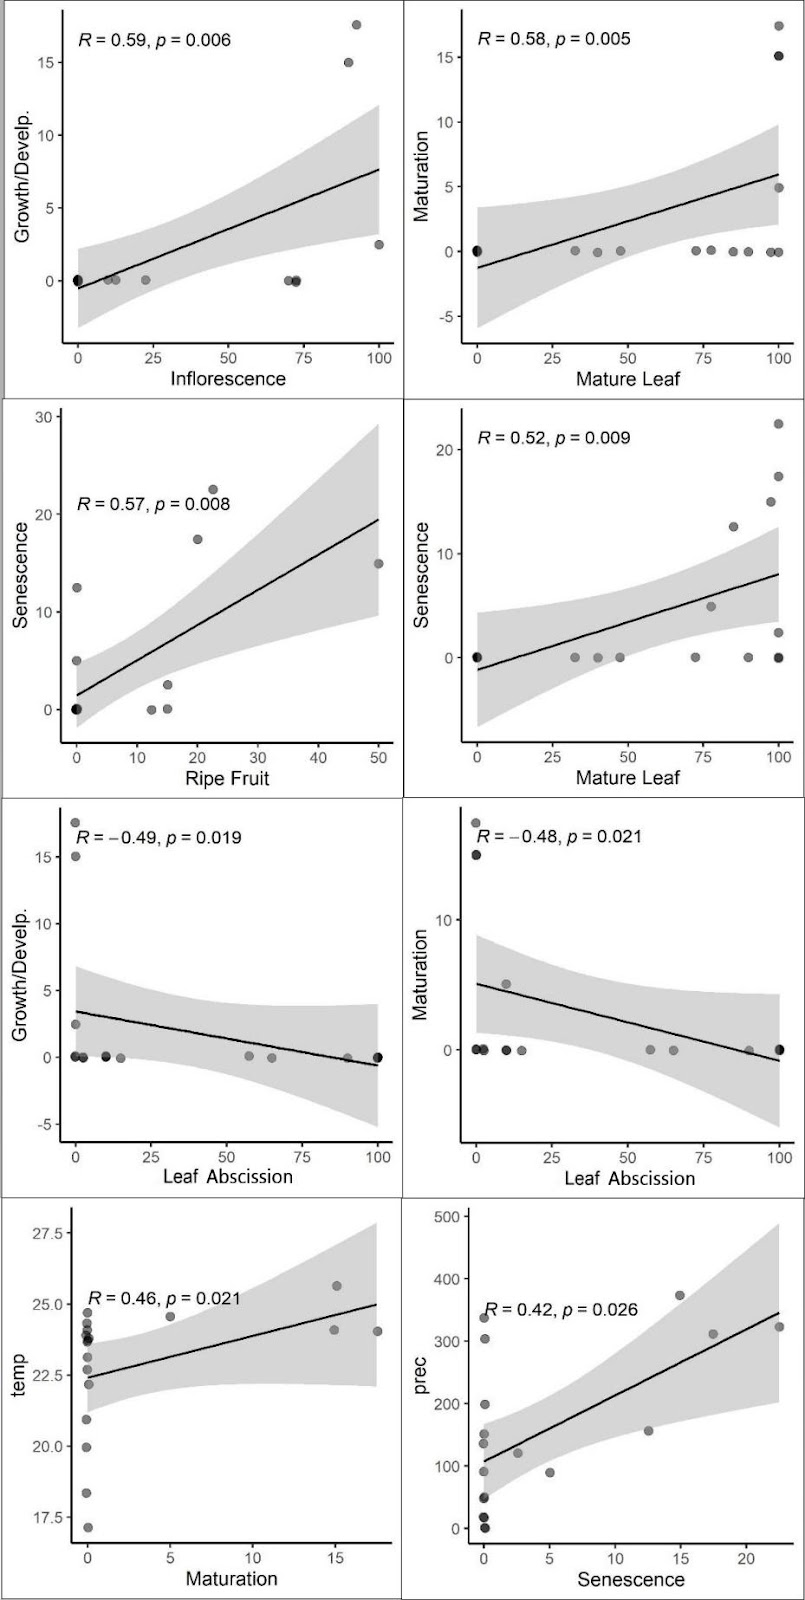 R = 0.59, p = 0.006
Growth/Develp.
15
10
5
0
0 25 50 75 100
Inflorescence
R = 0.58, p = 0.005
Maturation
15
10
5
0
-5
0 25 50 75 100
Mature Leaf
R = 0.57, p = 0.008
Senescence
30
20
10
0
0 10 20 30 40 50
Ripe Fruit
R = 0.52, p = 0.009
Senescence
20
10
0
0 25 50 75 100
Mature Leaf
R = −0.49, p = 0.019
Growth/Develp.
15
10
5
0
-5
0 25 50 75 100
Leaf Abscission
R = −0.48, p = 0.021
Maturation
10
0
0 25 50 75 100
Leaf Abscission
R = 0.46, p = 0.021
temp
27.5
25.0
22.5
20.0
17.5
0 5 10 15
Maturation
R = 0.42, p = 0.026
prec
500
400
300
200
100
0
0 5 10 15 20
Senescence